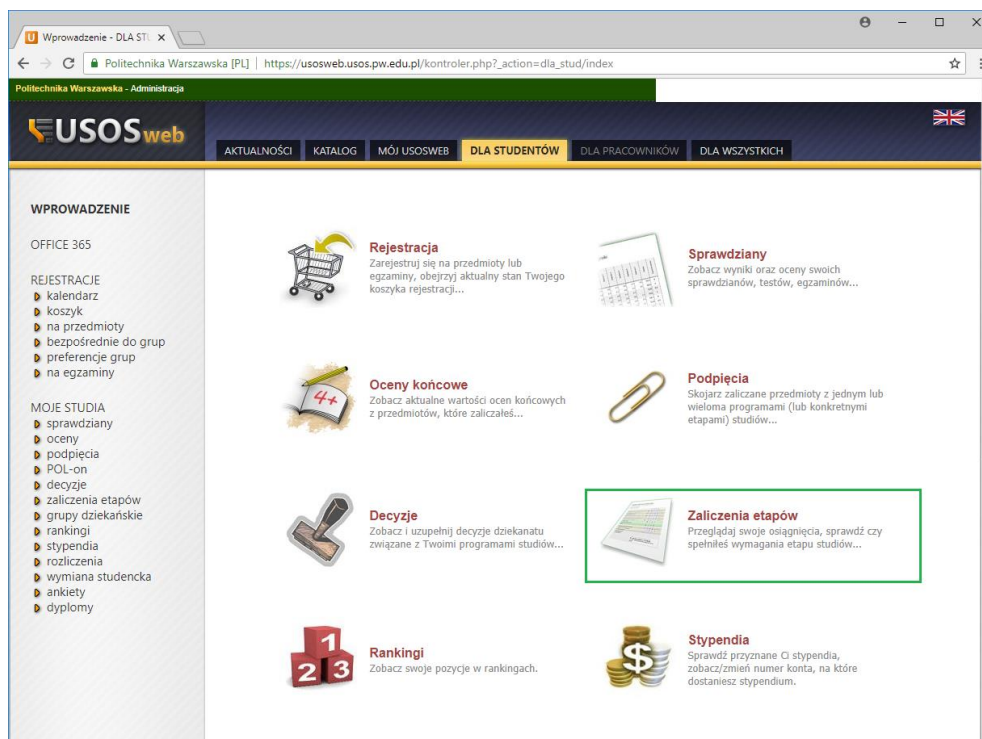 Wprowadzenie - DLA ST
Politechnika Warszawska [PL] | https://usosweb.usos.pw.edu.pl/kontroler.php?_action=dla_stud/index
Politechnika Warszawska - Administracja
USOSweb
AKTUALNOŚCI KATALOG MÓJ USOSWEB DLA STUDENTÓW DLA PRACOWNIKÓW DLA WSZYSTKICH
WPROWADZENIE
OFFICE 365
REJESTRACJE
kalendarz
koszyk
na przedmioty
bezpośrednie do grup
preferencje grup
na egzaminy
MOJE STUDIA
sprawdziany
oceny
podpięcia
POL-on
decyzje
zaliczenia etapów
grupy dziekańskie
rankingi
stypendia
rozliczenia
wymiana studencka
ankiety
dyplomy
Rejestracja
Zarejestruj się na przedmioty lub
egzaminy, obejrzyj aktualny stan Twojego
koszyka rejestracji...
Sprawdziany
Zobacz wyniki oraz oceny swoich
sprawdzianów, testów, egzaminów...
4+
Oceny końcowe
Zobacz aktualne wartości ocen końcowych
z przedmiotów, które zaliczałeś...
Podpięcia
Skojarz zaliczane przedmioty z jednym lub
wieloma programami (lub konkretnymi
etapami) studiów...
Decyzje
Zobacz i uzupełnij decyzje dziekanatu
związane z Twoimi programami studiów...
Zaliczenia etapów
Przeglądaj swoje osiągnięcia, sprawdź czy
spełniłeś wymagania etapu studiów...
1
2 3
Rankingi
Zobacz swoje pozycje w rankingach.
$
Stypendia
Sprawdź przyznane Ci stypendia,
zobacz/zmień numer konta, na które
dostaniesz stypendium.